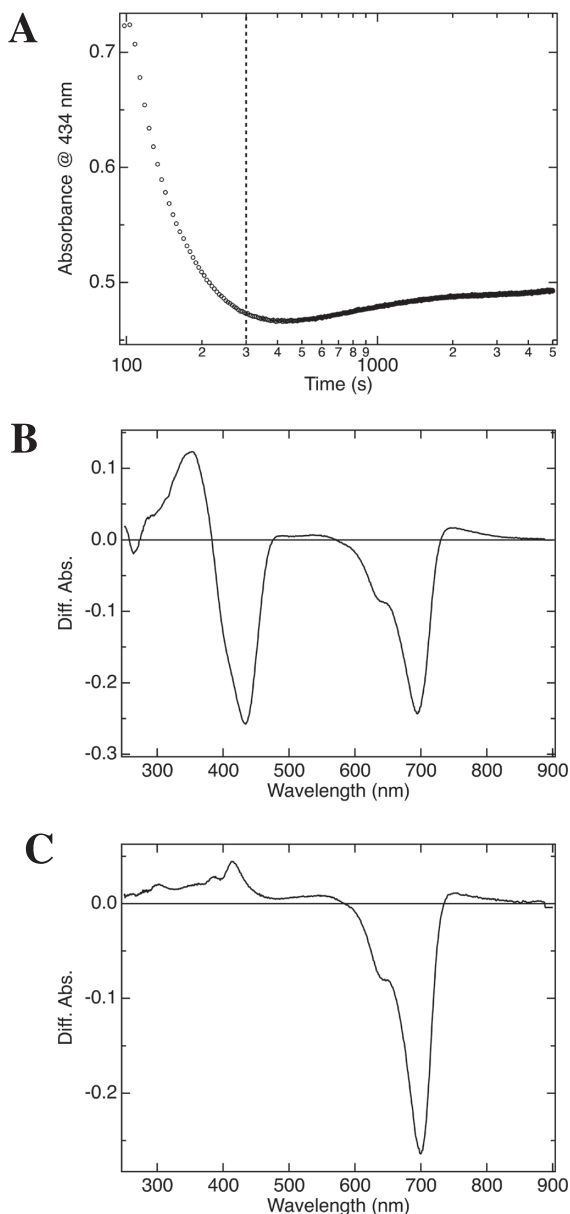 A
0.7
0.6
0.5
Absorbance @ 434 nm
100 2 3 4 5 6 7 8 9 1000 2 3 4 5
Time (s)
B
0.1
0.0
-0.1
-0.2
-0.3
Diff. Abs.
300 400 500 600 700 800 900
Wavelength (nm)
C
0.0
-0.1
-0.2
Diff. Abs.
300 400 500 600 700 800 900
Wavelength (nm)